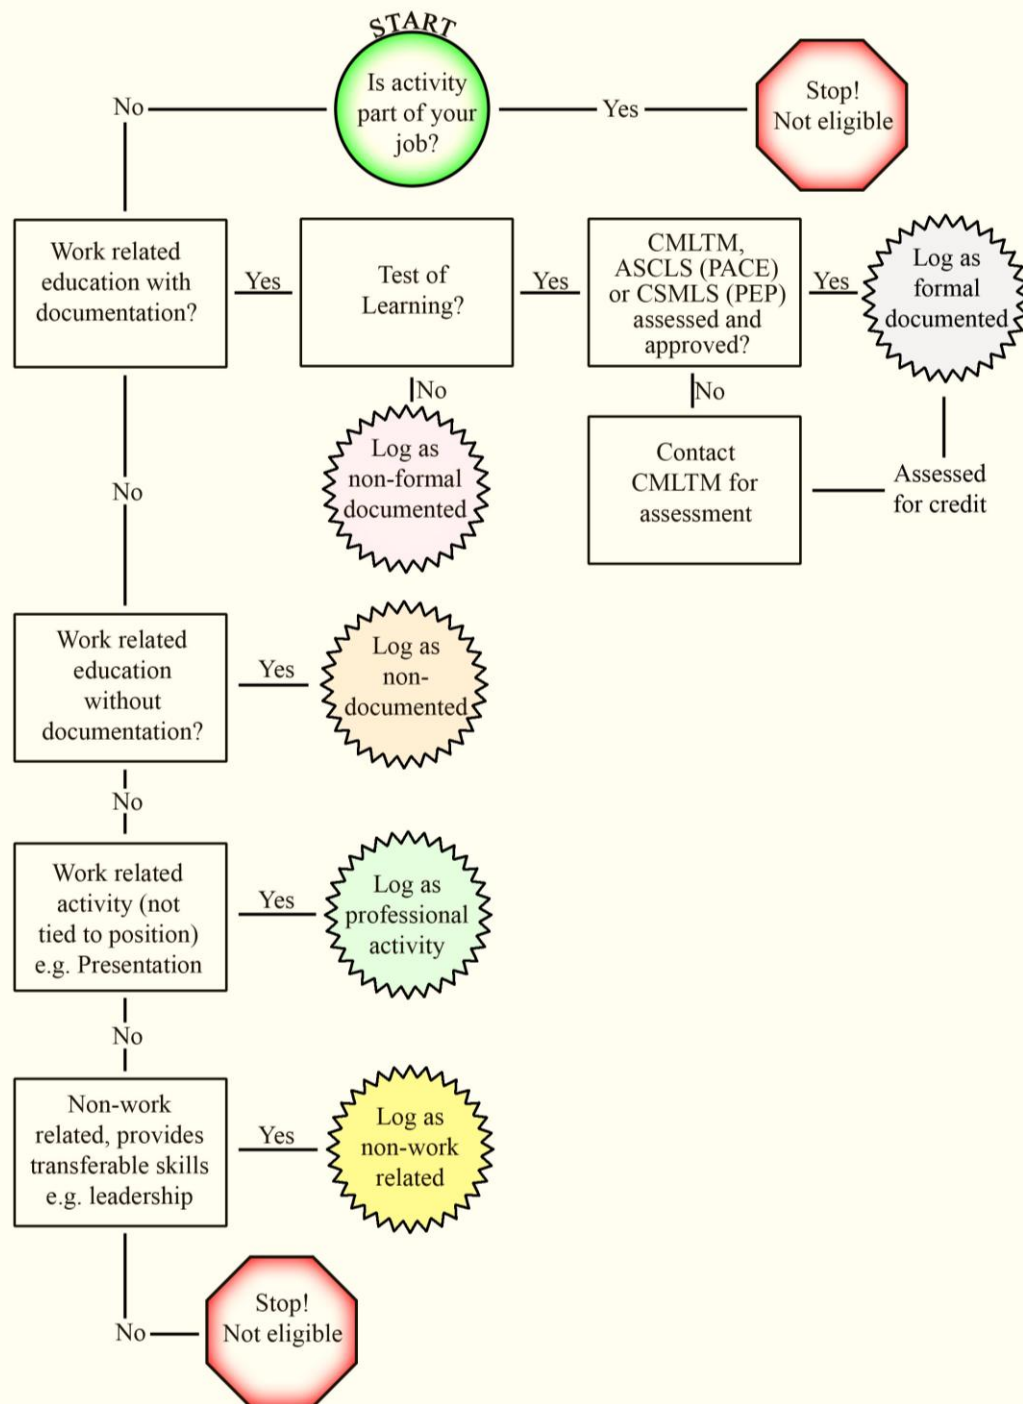 START
Is activity
part of your
job?
No
Yes
Stop!
Not eligible
Work related
education with
documentation?
Yes
Test of
Learning?
Yes
CMLTM,
ASCLS (PACE)
or CSMLS (PEP)
assessed and
approved?
Yes
Log as
formal
documented
No
No
No
Log as
non-formal
documented
Contact
CMLTM for
assessment
Assessed
for credit
Work related
education
without
documentation?
Yes
Log as
non-
documented
No
Work related
activity (not
tied to position)
e.g. Presentation
Yes
Log as
professional
activity
No
Non-work
related, provides
transferable skills
e.g. leadership
Yes
Log as
non-work
related
No
Stop!
Not eligible